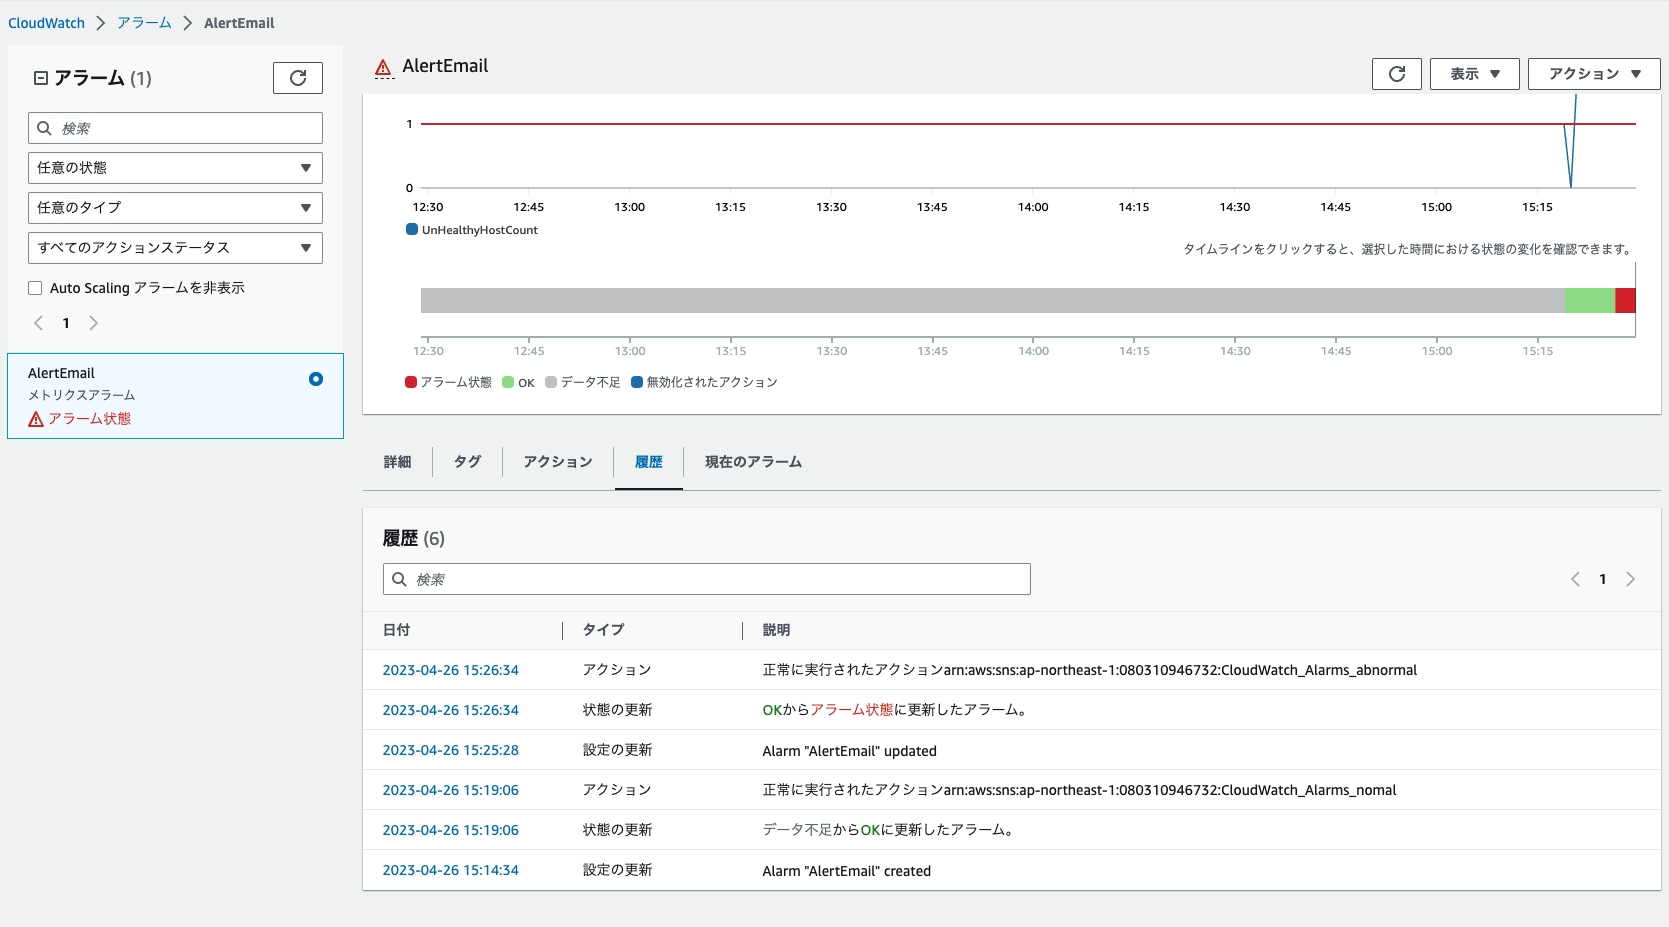 CloudWatch > アラーム > AlertEmail
アラーム (1)
検索
任意の状態
任意のタイプ
すべてのアクションステータス
Auto Scaling アラームを非表示
1
AlertEmail
メトリクスアラーム
アラーム状態
AlertEmail
表示
アクション
1
0
12:30 12:45 13:00 13:15 13:30 13:45 14:00 14:15 14:30 14:45 15:00 15:15
UnHealthyHostCount
タイムラインをクリックすると、選択した時間における状態の変化を確認できます。
12:30 12:45 13:00 13:15 13:30 13:45 14:00 14:15 14:30 14:45 15:00 15:15
アラーム状態 OK データ不足 無効化されたアクション
詳細 タグ アクション 履歴 現在のアラーム
履歴 (6)
検索
1
日付 タイプ 説明
2023-04-26 15:26:34 アクション 正常に実行されたアクションarn:aws:sns:ap-northeast-1:080310946732:CloudWatch_Alarms_abnormal
2023-04-26 15:26:34 状態の更新 OKからアラーム状態に更新したアラーム。
2023-04-26 15:25:28 設定の更新 Alarm "AlertEmail" updated
2023-04-26 15:19:06 アクション 正常に実行されたアクションarn:aws:sns:ap-northeast-1:080310946732:CloudWatch_Alarms_nomal
2023-04-26 15:19:06 状態の更新 データ不足からOKに更新したアラーム。
2023-04-26 15:14:34 設定の更新 Alarm "AlertEmail" created